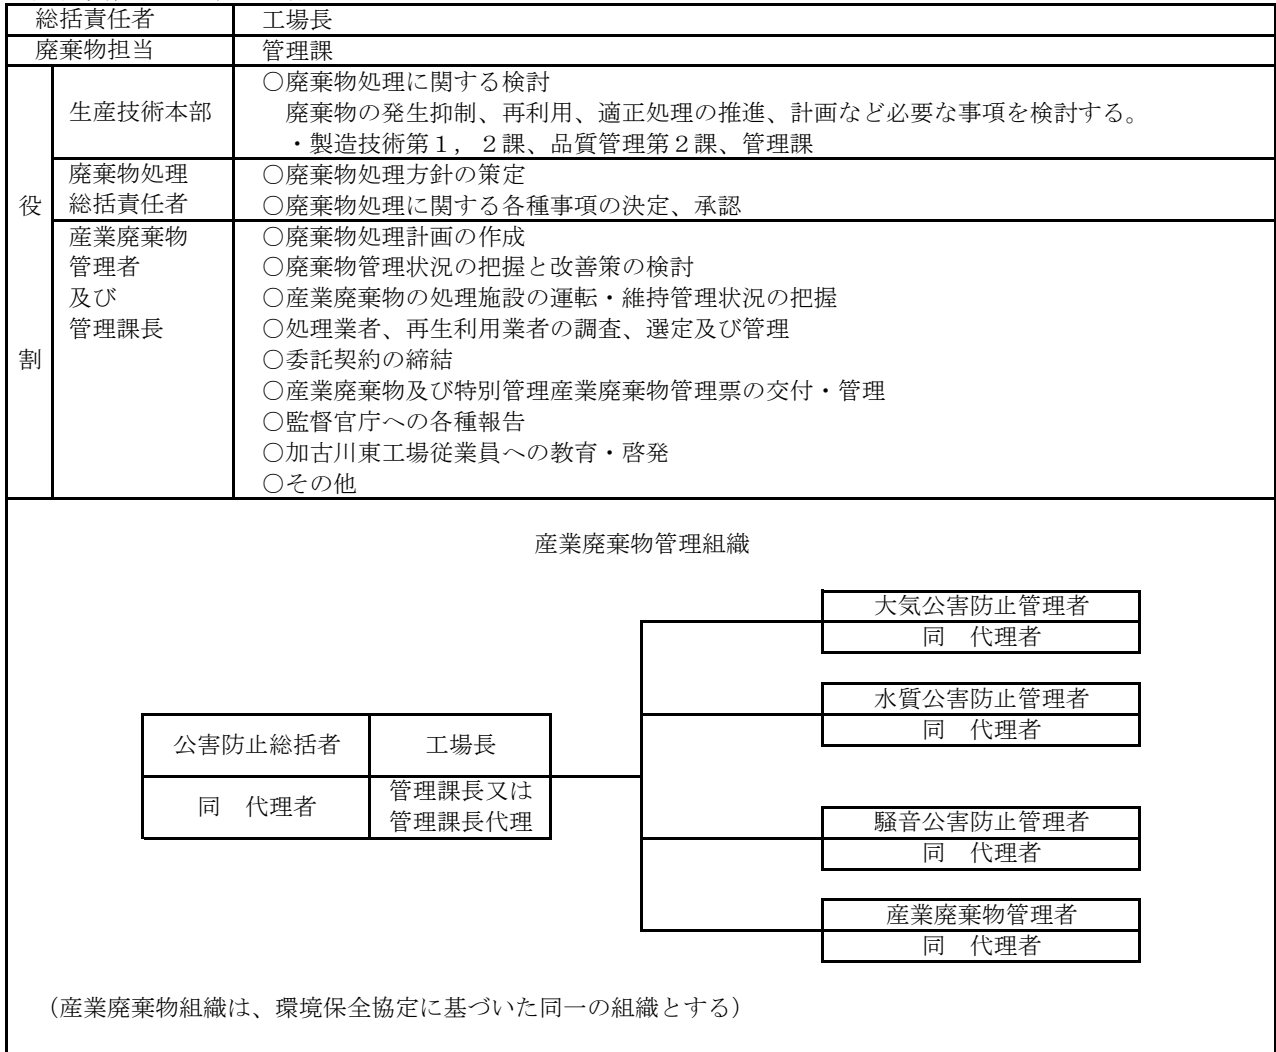 総括責任者 工場長
廃棄物担当 管理課
役割
生産技術本部
○廃棄物処理に関する検討
廃棄物の発生抑制、再利用、適正処理の推進、計画など必要な事項を検討する。
・製造技術第１，２課、品質管理第２課、管理課
廃棄物処理
総括責任者
○廃棄物処理方針の策定
○廃棄物処理に関する各種事項の決定、承認
産業廃棄物
管理者
及び
管理課長
○廃棄物処理計画の作成
○廃棄物管理状況の把握と改善策の検討
○産業廃棄物の処理施設の運転・維持管理状況の把握
○処理業者、再生利用業者の調査、選定及び管理
○委託契約の締結
○産業廃棄物及び特別管理産業廃棄物管理票の交付・管理
○監督官庁への各種報告
○加古川東工場従業員への教育・啓発
○その他
産業廃棄物管理組織
公害防止総括者 工場長
同　代理者
管理課長又は
管理課長代理
大気公害防止管理者
同　代理者
水質公害防止管理者
同　代理者
騒音公害防止管理者
同　代理者
産業廃棄物管理者
同　代理者
（産業廃棄物組織は、環境保全協定に基づいた同一の組織とする）